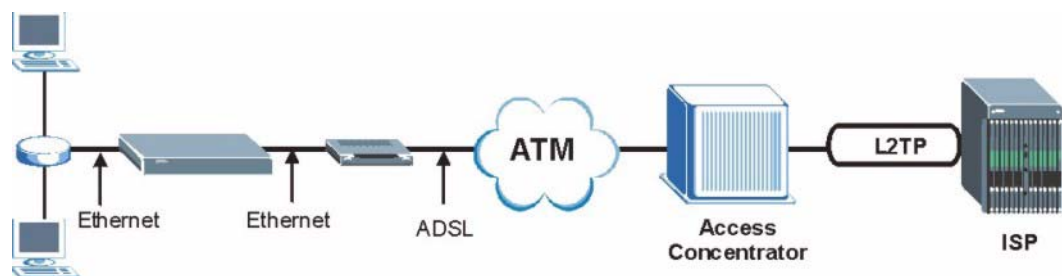 ATM
L2TP
Ethernet
Ethernet
ADSL
Access
Concentrator
ISP